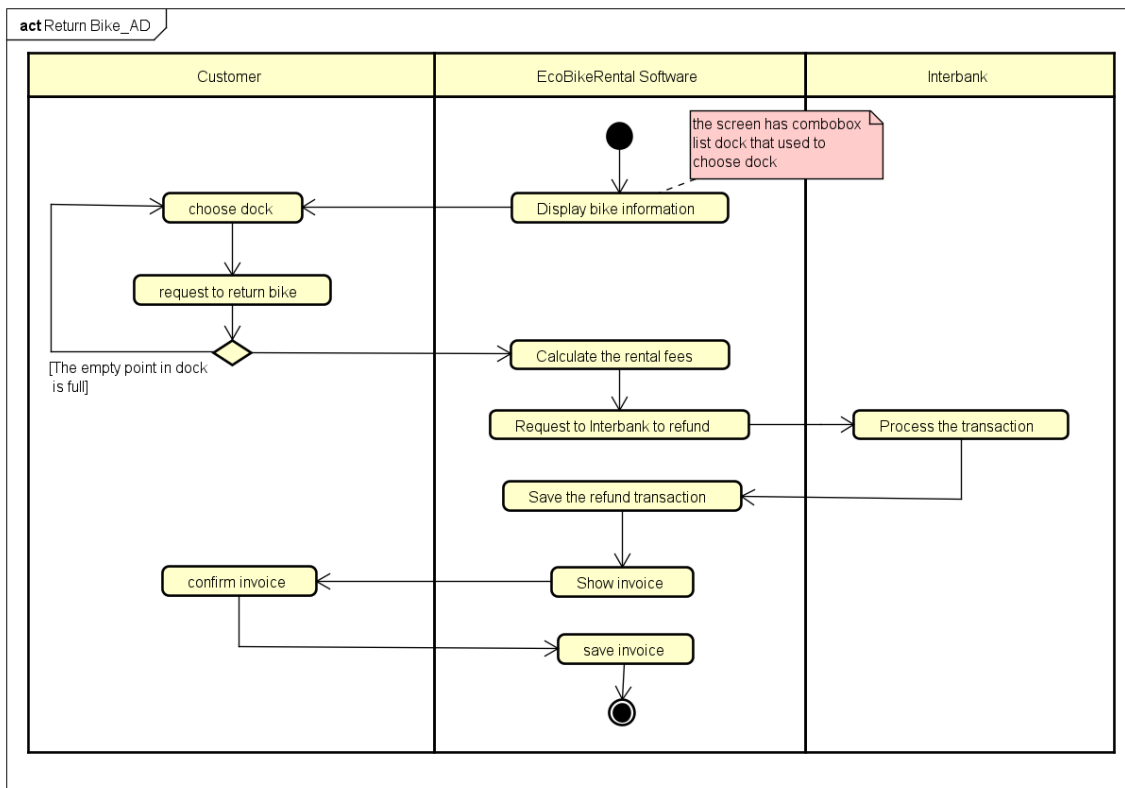 act Return Bike_AD
Customer
EcoBikeRental Software
Interbank
the screen has combobox
list dock that used to
choose dock
choose dock
Display bike information
request to return bike
[The empty point in dock
is full]
Calculate the rental fees
Request to Interbank to refund
Process the transaction
Save the refund transaction
confirm invoice
Show invoice
save invoice